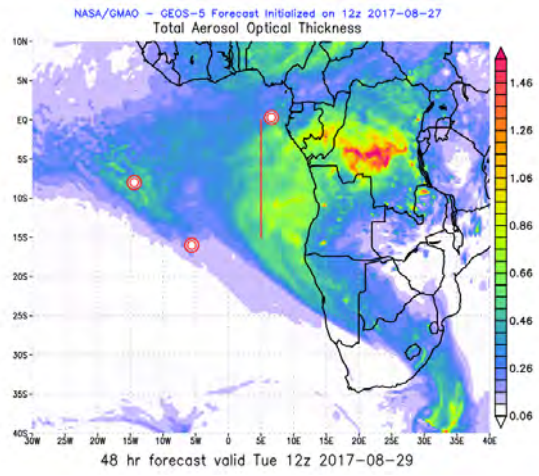 NASA/GMAO - GEOS-5 Forecast Initialized on 12z 2017-08-27
Total Aerosol Optical Thickness
10N
5N
EQ
5S
10S
15S
20S
25S
30S
35S
40S
30W 25W 20W 15W 10W 5W 0 5E 10E 15E 20E 25E 30E 35E 40E
1.46
1.26
1.06
0.86
0.66
0.46
0.26
0.06
48 hr forecast valid Tue 12z 2017-08-29